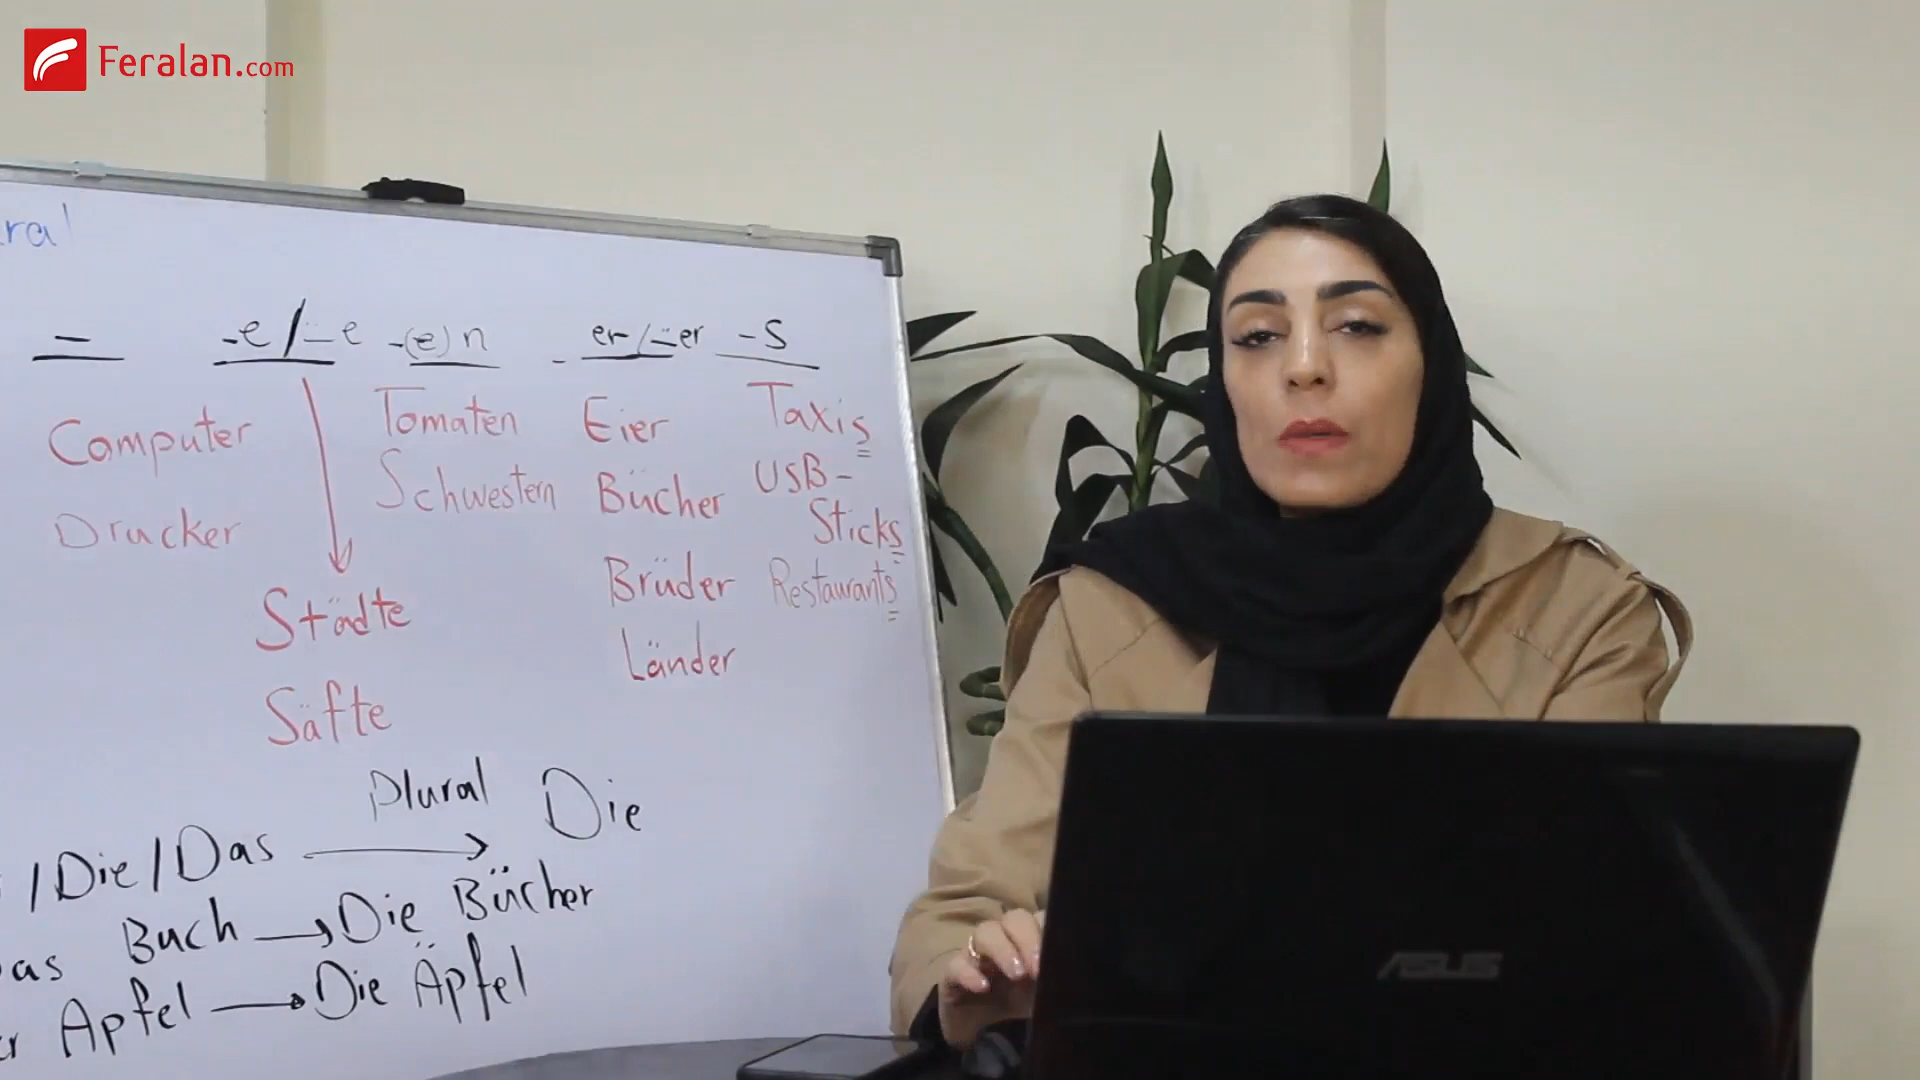 Feralan.com
ral
- -e/-̈e -(e)n er/-̈er -s
Computer Tomaten Eier Taxis
Drucker Schwestern Bücher USB-
Sticks
Städte Brüder Restaurants
Säfte Länder
Plural
/Die/Das → Die
as Buch → Die Bücher
r Apfel → Die Äpfel
ASUS